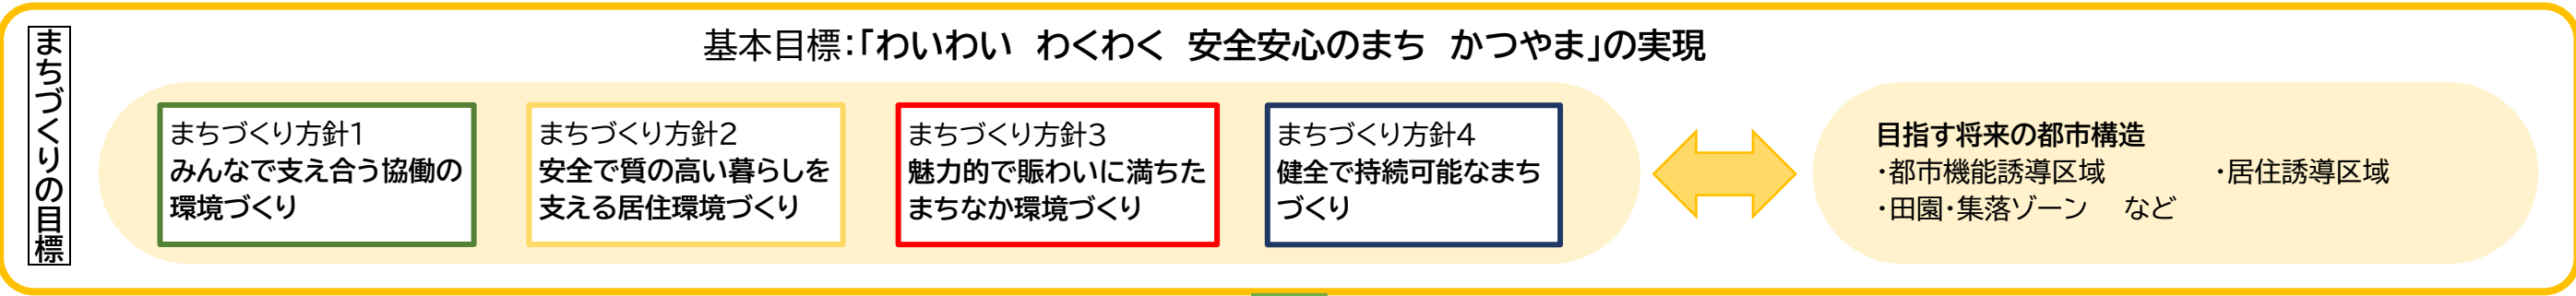 まちづくりの目標
基本目標：「わいわい　わくわく　安全安心のまち　かつやま」の実現
まちづくり方針1
みんなで支え合う協働の
環境づくり
まちづくり方針2
安全で質の高い暮らしを
支える居住環境づくり
まちづくり方針3
魅力的で賑わいに満ちた
まちなか環境づくり
まちづくり方針4
健全で持続可能なまち
づくり
目指す将来の都市構造
・都市機能誘導区域　　　　・居住誘導区域
・田園・集落ゾーン　など